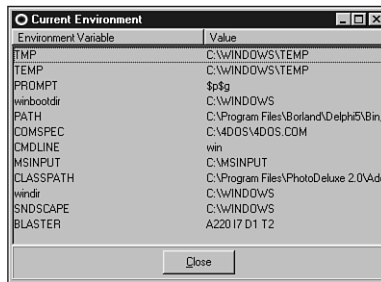 Current Environment
Environment Variable Value
TMP C:\WINDOWS\TEMP
TEMP C:\WINDOWS\TEMP
PROMPT $p$g
winbootdir C:\WINDOWS
PATH C:\Program Files\Borland\Delphi5\Bin
COMSPEC C:\4DOS\4DOS.COM
CMDLINE win
MSINPUT C:\MSINPUT
CLASSPATH C:\Program Files\PhotoDeluxe 2.0\Ado
windir C:\WINDOWS
SNDSCAPE C:\WINDOWS
BLASTER A220 I7 D1 T2
Close